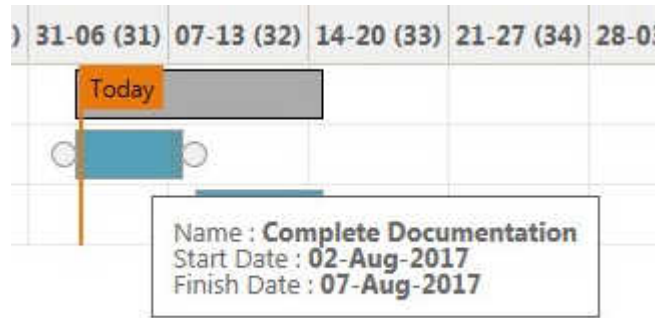 ) 31-06 (31) 07-13 (32) 14-20 (33) 21-27 (34) 28-03
Today
Name : Complete Documentation
Start Date : 02-Aug-2017
Finish Date : 07-Aug-2017